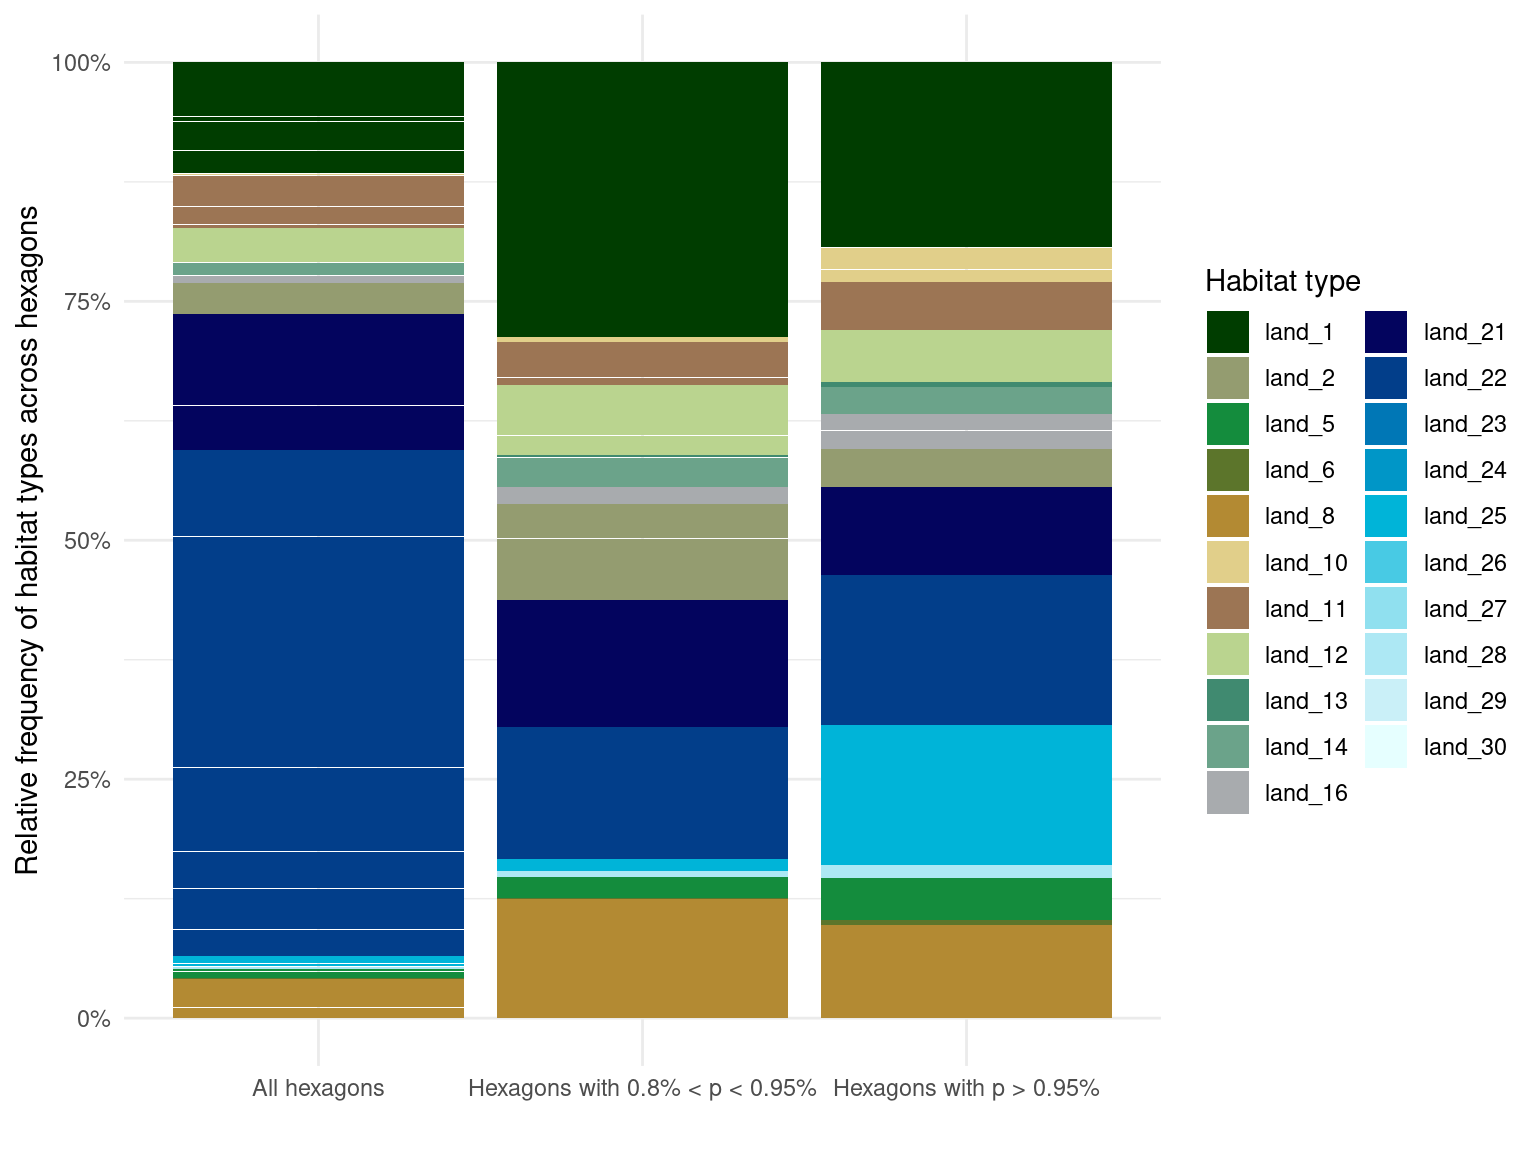 Relative frequency of habitat types across hexagons
100%
75%
50%
25%
0%
All hexagons
Hexagons with 0.8% < p < 0.95%
Hexagons with p > 0.95%
Habitat type
land_1
land_2
land_5
land_6
land_8
land_10
land_11
land_12
land_13
land_14
land_16
land_21
land_22
land_23
land_24
land_25
land_26
land_27
land_28
land_29
land_30